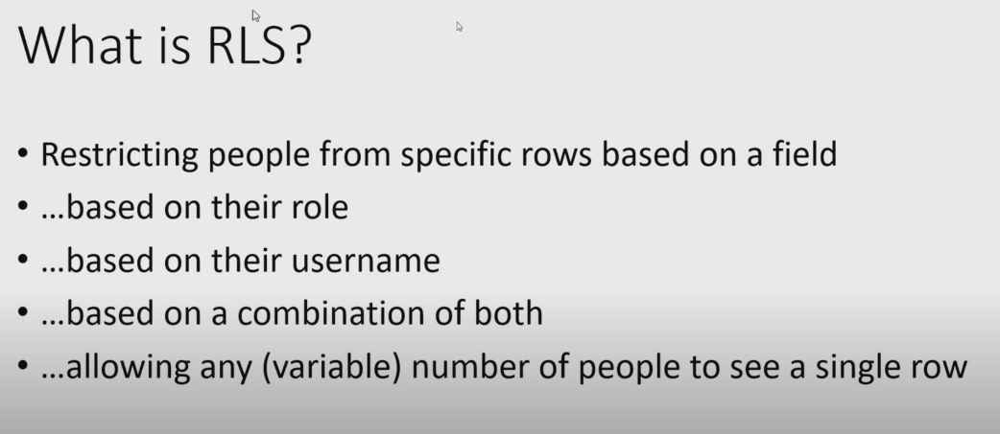 What is RLS?
• Restricting people from specific rows based on a field
• ...based on their role
• ...based on their username
• ...based on a combination of both
• ...allowing any (variable) number of people to see a single row